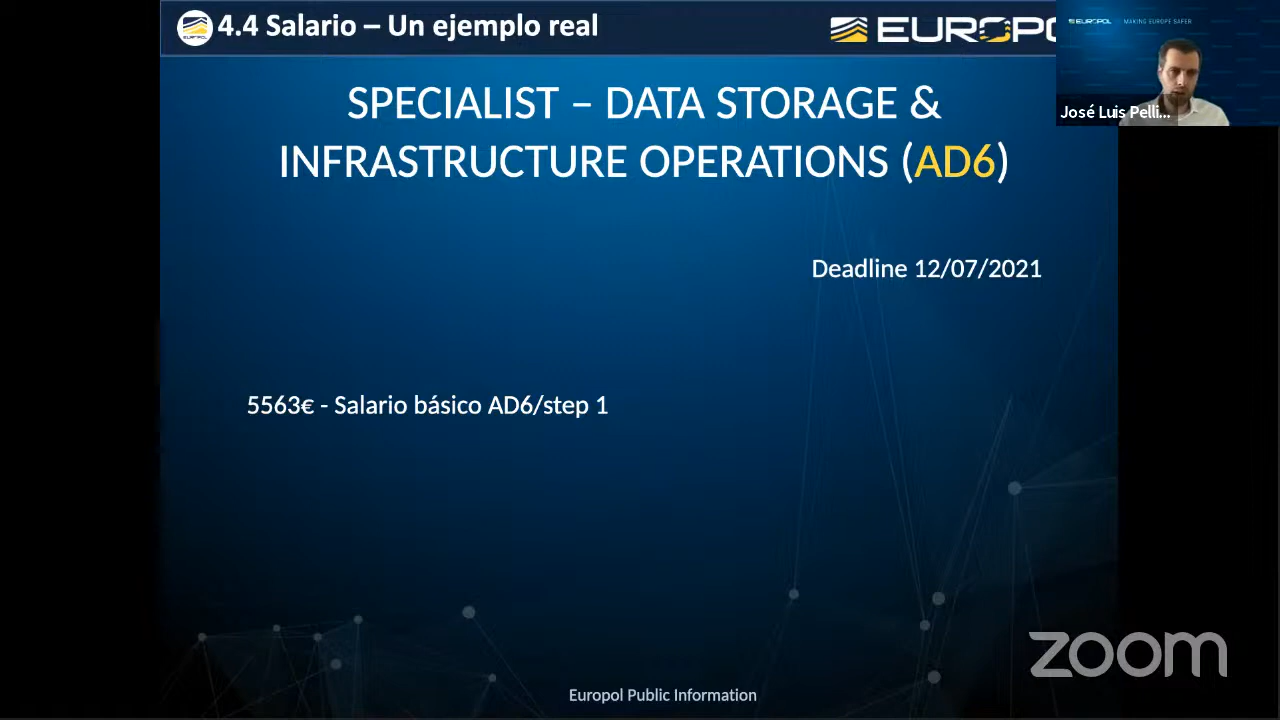 4.4 Salario – Un ejemplo real
EUROPO
EUROPOL MAKING EUROPE SAFER
José Luis Pelli...
SPECIALIST – DATA STORAGE &
INFRASTRUCTURE OPERATIONS (AD6)
Deadline 12/07/2021
5563€ - Salario básico AD6/step 1
zoom
Europol Public Information